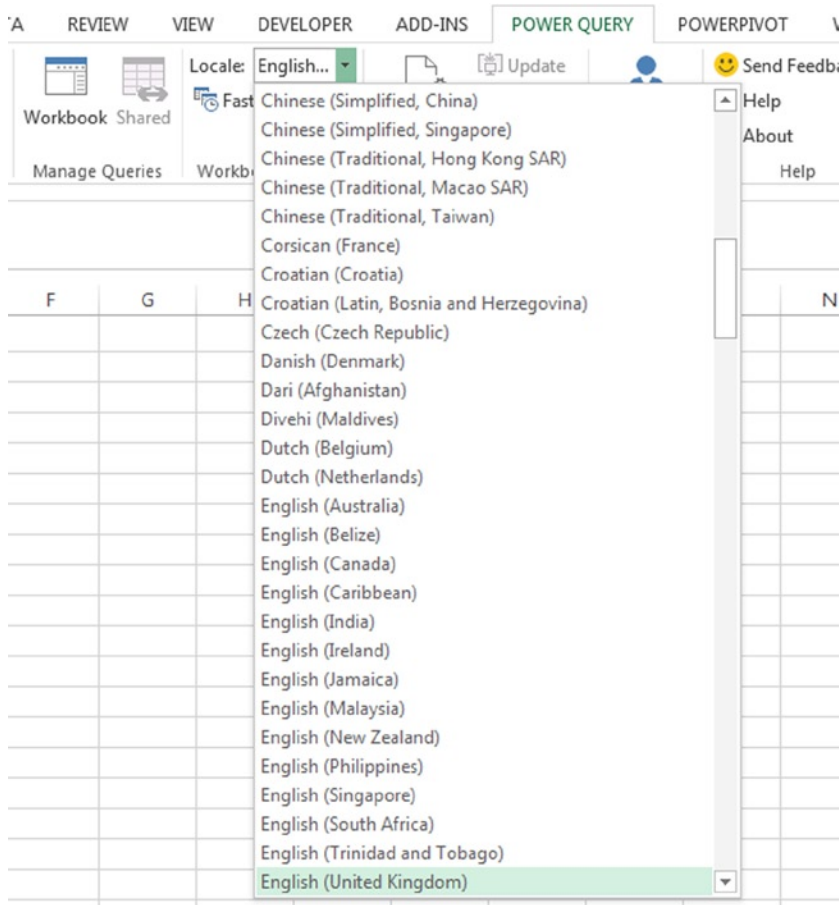 TA REVIEW VIEW DEVELOPER ADD-INS POWER QUERY POWERPIVOT
Locale: English... Update Send Feedba
Workbook Shared Fast Help
About
Manage Queries Workb Help
Chinese (Simplified, China)
Chinese (Simplified, Singapore)
Chinese (Traditional, Hong Kong SAR)
Chinese (Traditional, Macao SAR)
Chinese (Traditional, Taiwan)
Corsican (France)
Croatian (Croatia)
F G H N
Croatian (Latin, Bosnia and Herzegovina)
Czech (Czech Republic)
Danish (Denmark)
Dari (Afghanistan)
Divehi (Maldives)
Dutch (Belgium)
Dutch (Netherlands)
English (Australia)
English (Belize)
English (Canada)
English (Caribbean)
English (India)
English (Ireland)
English (Jamaica)
English (Malaysia)
English (New Zealand)
English (Philippines)
English (Singapore)
English (South Africa)
English (Trinidad and Tobago)
English (United Kingdom)